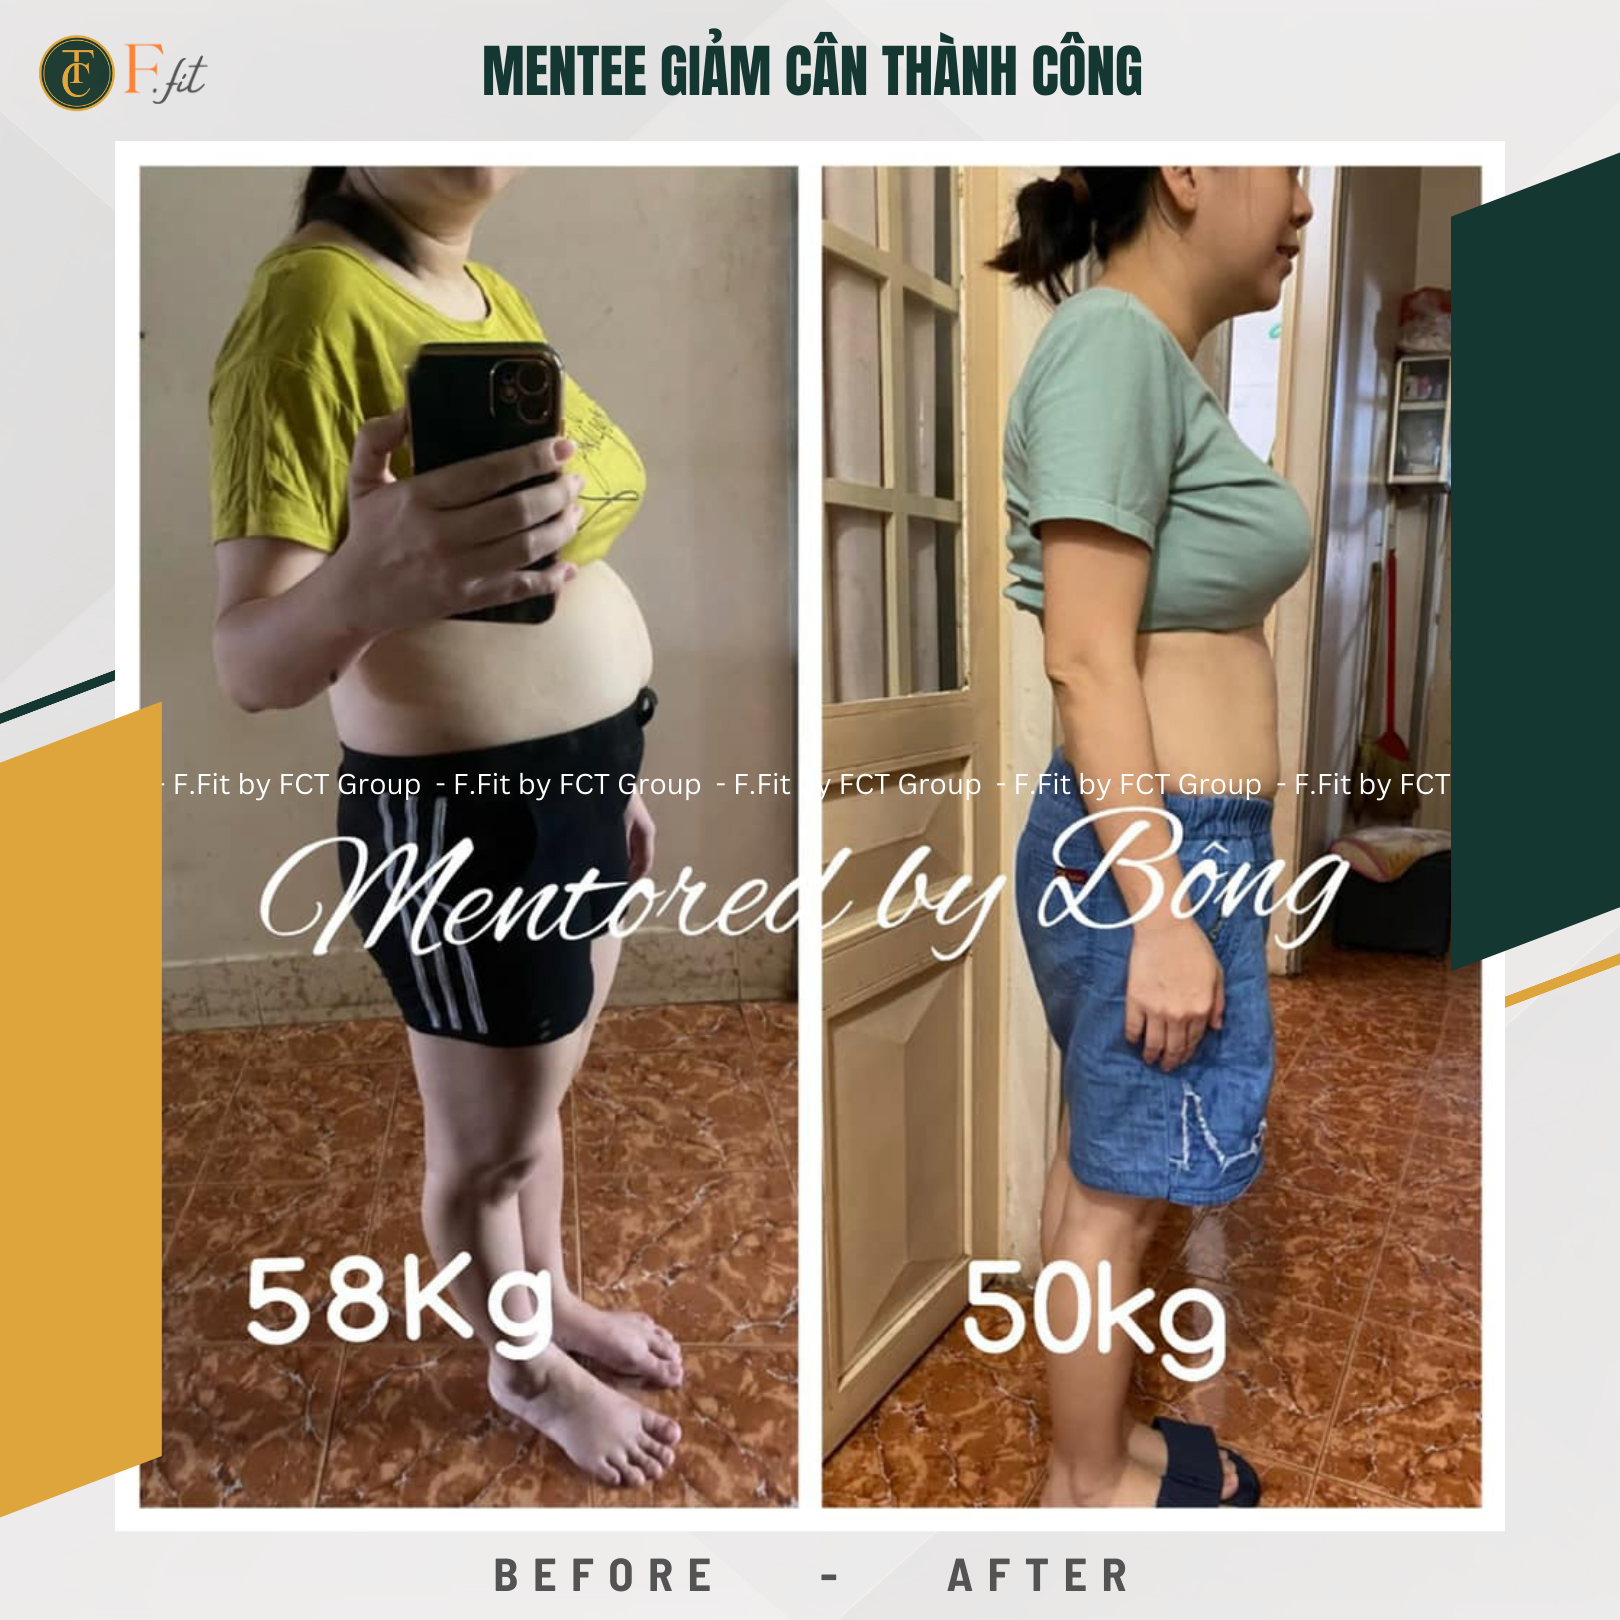 F.fit
MENTEE GIẢM CÂN THÀNH CÔNG
- F.Fit by FCT Group - F.Fit by FCT Group - F.Fit by FCT Group - F.Fit by FCT Group - F.Fit by FCT
Mentored by Bông
58Kg
50kg
BEFORE - AFTER